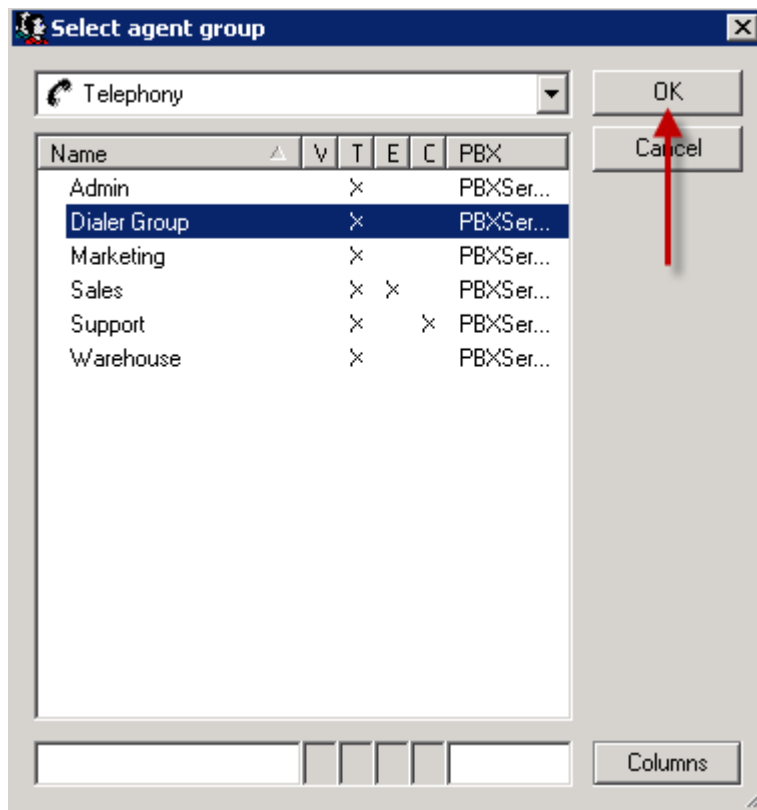 Select agent group
Telephony
OK
Cancel
Name V T E C PBX
Admin X PBXSer...
Dialer Group X PBXSer...
Marketing X PBXSer...
Sales X X PBXSer...
Support X X PBXSer...
Warehouse X PBXSer...
Columns